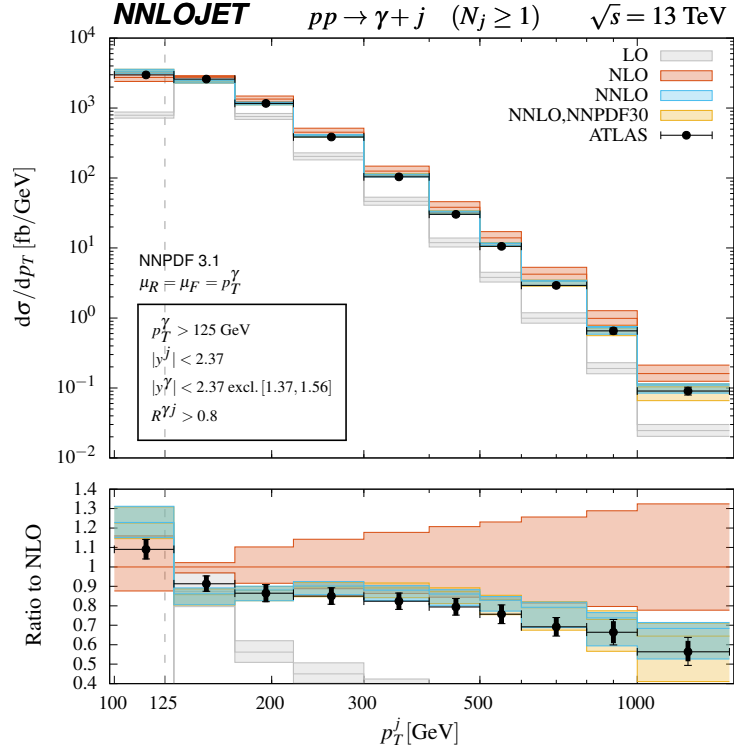 NNLOJET pp → γ + j (N_j ≥ 1) √s = 13 TeV
LO
NLO
NNLO
NNLO,NNPDF30
ATLAS
dσ/dp_T [fb/GeV]
10^4
10^3
10^2
10^1
10^0
10^−1
10^−2
NNPDF 3.1
μ_R = μ_F = p_T^γ
p_T^γ > 125 GeV
|y^j| < 2.37
|y^γ| < 2.37 excl. [1.37, 1.56]
R^γj > 0.8
Ratio to NLO
1.4
1.3
1.2
1.1
1
0.9
0.8
0.7
0.6
0.5
0.4
100 125 200 500 1000
p_T^j [GeV]